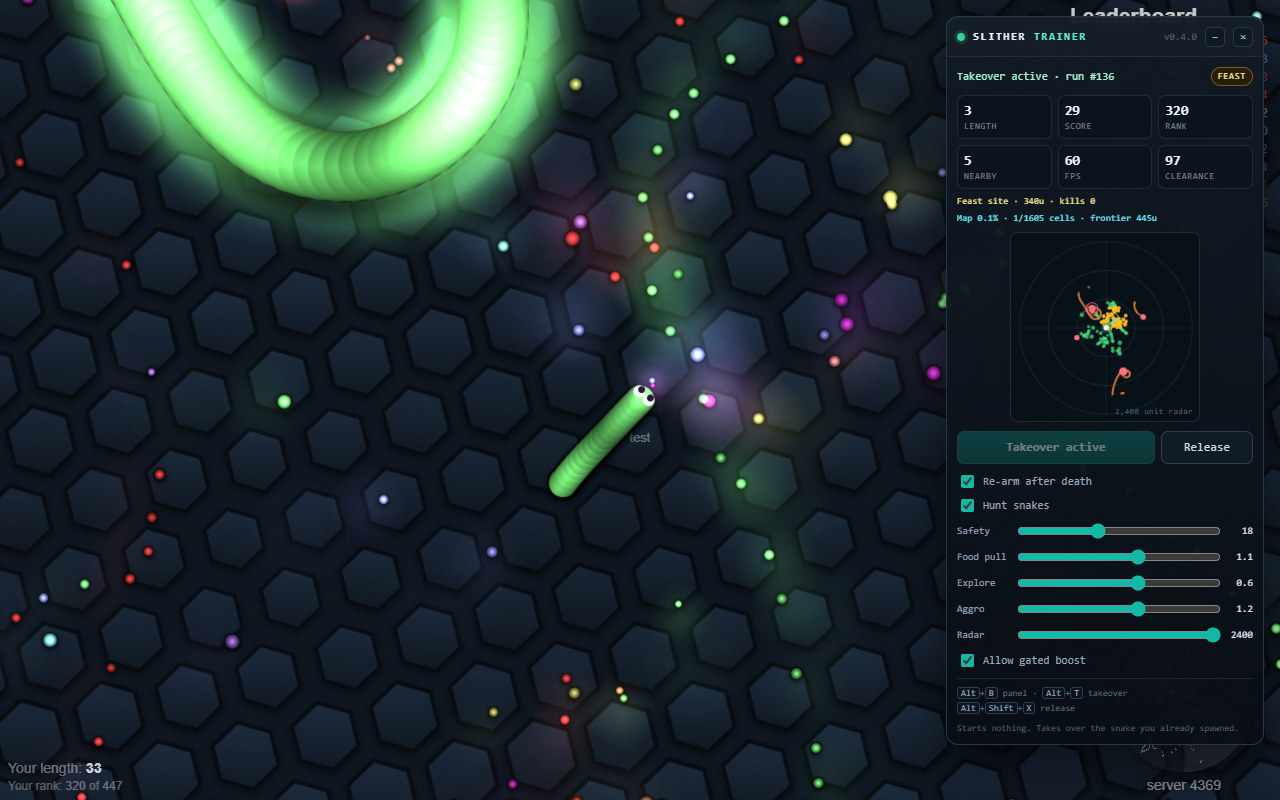 Leaderboard
SLITHER TRAINER v0.4.0 − ×
Takeover active · run #136 FEAST
3 29 320
LENGTH SCORE RANK
5 60 97
NEARBY FPS CLEARANCE
Feast site · 340u · kills 0
Map 0.1% · 1/1605 cells · frontier 445u
2,400 unit radar
Takeover active Release
Re-arm after death
Hunt snakes
Safety 18
Food pull 1.1
Explore 0.6
Aggro 1.2
Radar 2400
Allow gated boost
Alt+B panel · Alt+T takeover
Alt+Shift+X release
Starts nothing. Takes over the snake you already spawned.
test
Your length: 33
Your rank: 320 of 447
server 4369